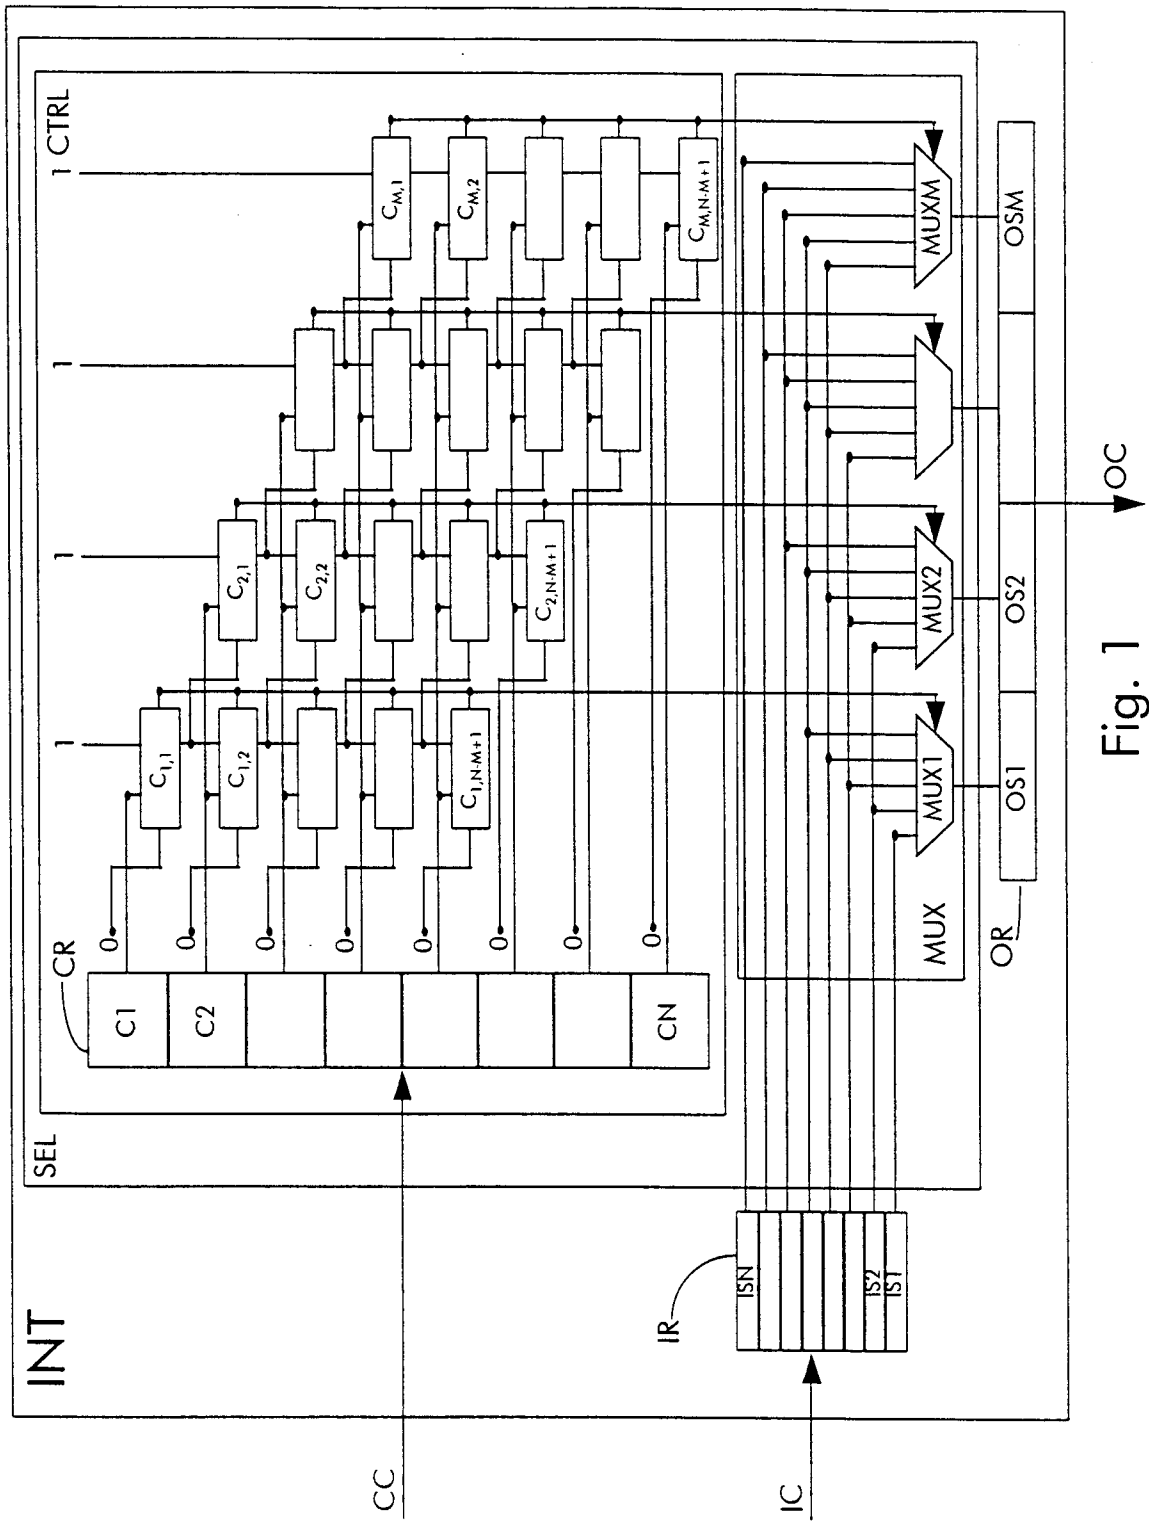 INT
SEL
CTRL
1
1
1
1
CR
C1
C2
CN
0
0
0
0
0
0
0
0
C1,1
C1,2
C1,N-M+1
C2,1
C2,2
C2,N-M+1
CM,1
CM,2
CM,N-M+1
CC
IC
IR
ISN
IS2
IS1
MUX
MUX1
MUX2
MUXM
OR
OS1
OS2
OSM
OC
Fig. 1